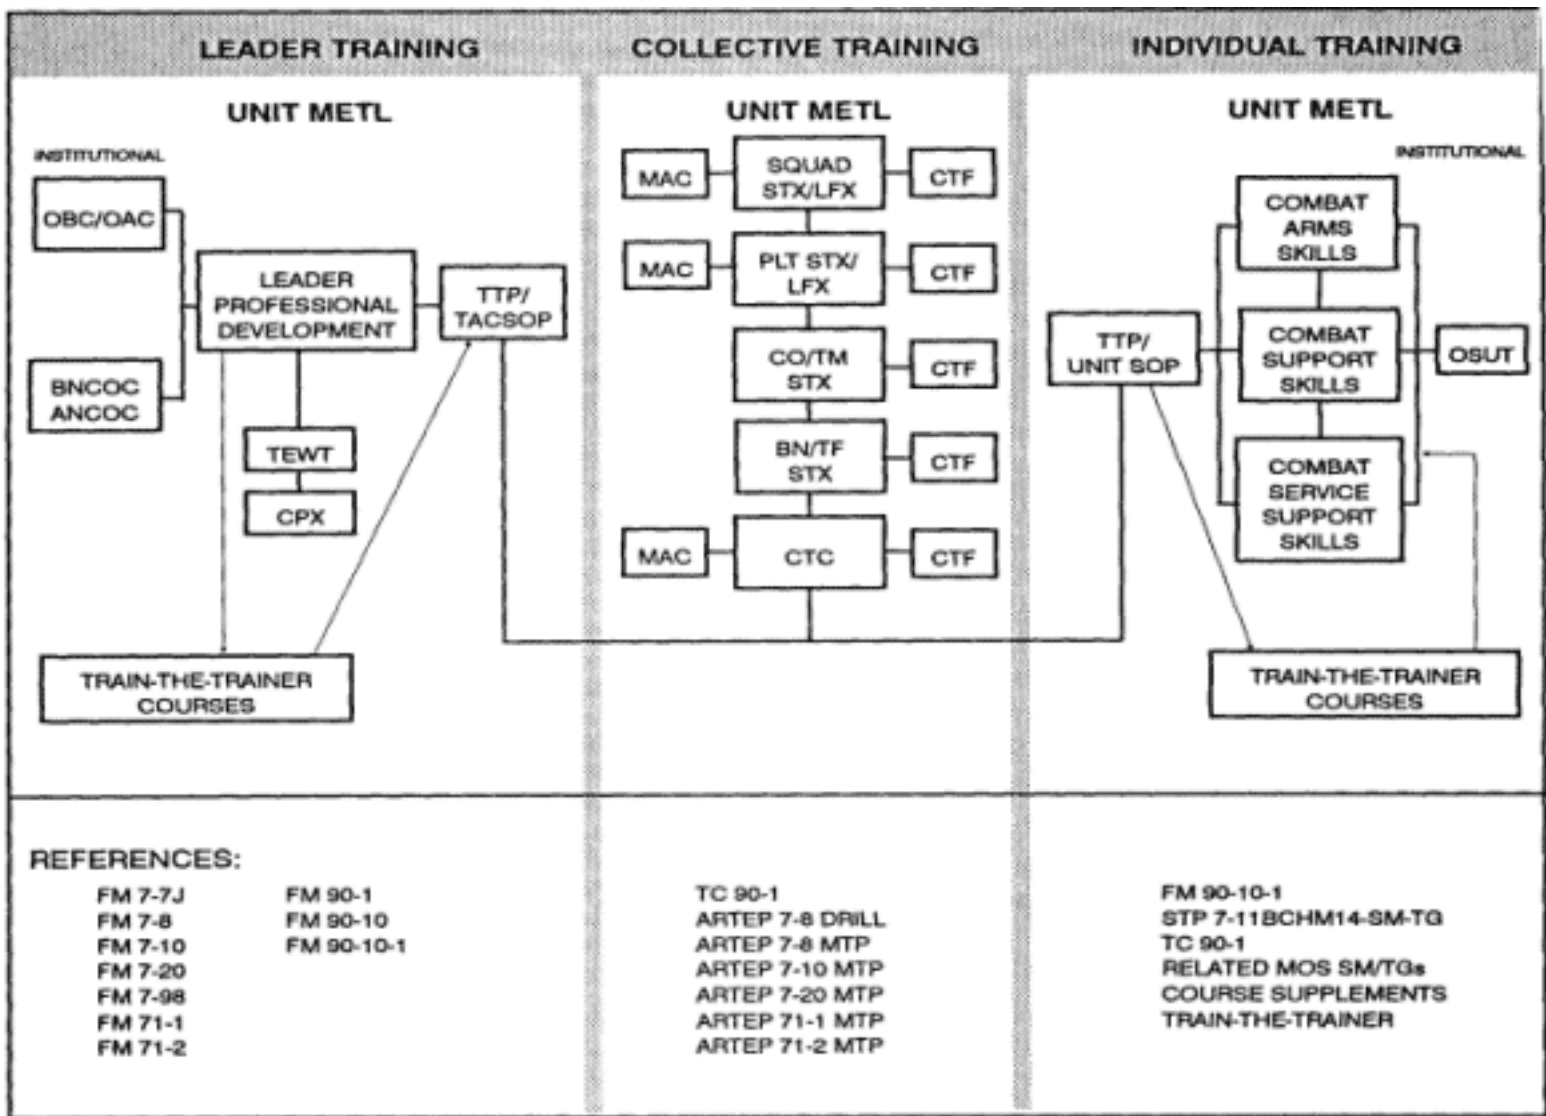 LEADER TRAINING
UNIT METL
INSTITUTIONAL
OBC/OAC
LEADER
PROFESSIONAL
DEVELOPMENT
TTP/
TACSOP
BNCOC
ANCOC
TEWT
CPX
TRAIN-THE-TRAINER
COURSES
COLLECTIVE TRAINING
UNIT METL
MAC
SQUAD
STX/LFX
CTF
MAC
PLT STX/
LFX
CTF
CO/TM
STX
CTF
BN/TF
STX
CTF
MAC
CTC
CTF
INDIVIDUAL TRAINING
UNIT METL
INSTITUTIONAL
COMBAT
ARMS
SKILLS
TTP/
UNIT SOP
COMBAT
SUPPORT
SKILLS
OSUT
COMBAT
SERVICE
SUPPORT
SKILLS
TRAIN-THE-TRAINER
COURSES
REFERENCES:
FM 7-7J
FM 7-8
FM 7-10
FM 7-20
FM 7-98
FM 71-1
FM 71-2
FM 90-1
FM 90-10
FM 90-10-1
TC 90-1
ARTEP 7-8 DRILL
ARTEP 7-8 MTP
ARTEP 7-10 MTP
ARTEP 7-20 MTP
ARTEP 71-1 MTP
ARTEP 71-2 MTP
FM 90-10-1
STP 7-11BCHM14-SM-TG
TC 90-1
RELATED MOS SM/TGs
COURSE SUPPLEMENTS
TRAIN-THE-TRAINER